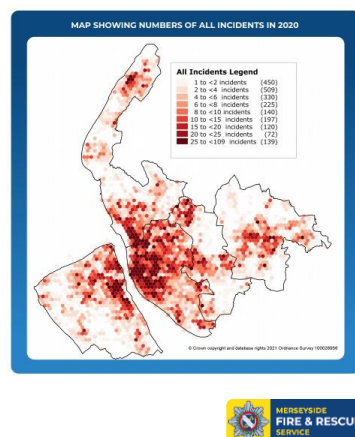 MAP SHOWING NUMBERS OF ALL INCIDENTS IN 2020
All Incidents Legend
1 to <2 incidents (450)
2 to <4 incidents (509)
4 to <6 incidents (330)
6 to <8 incidents (225)
8 to <10 incidents (140)
10 to <15 incidents (197)
15 to <20 incidents (120)
20 to <25 incidents (72)
25 to <109 incidents (139)
© Crown copyright and database rights 2021 Ordnance Survey 100026956
MERSEYSIDE
FIRE & RESCU
SERVICE